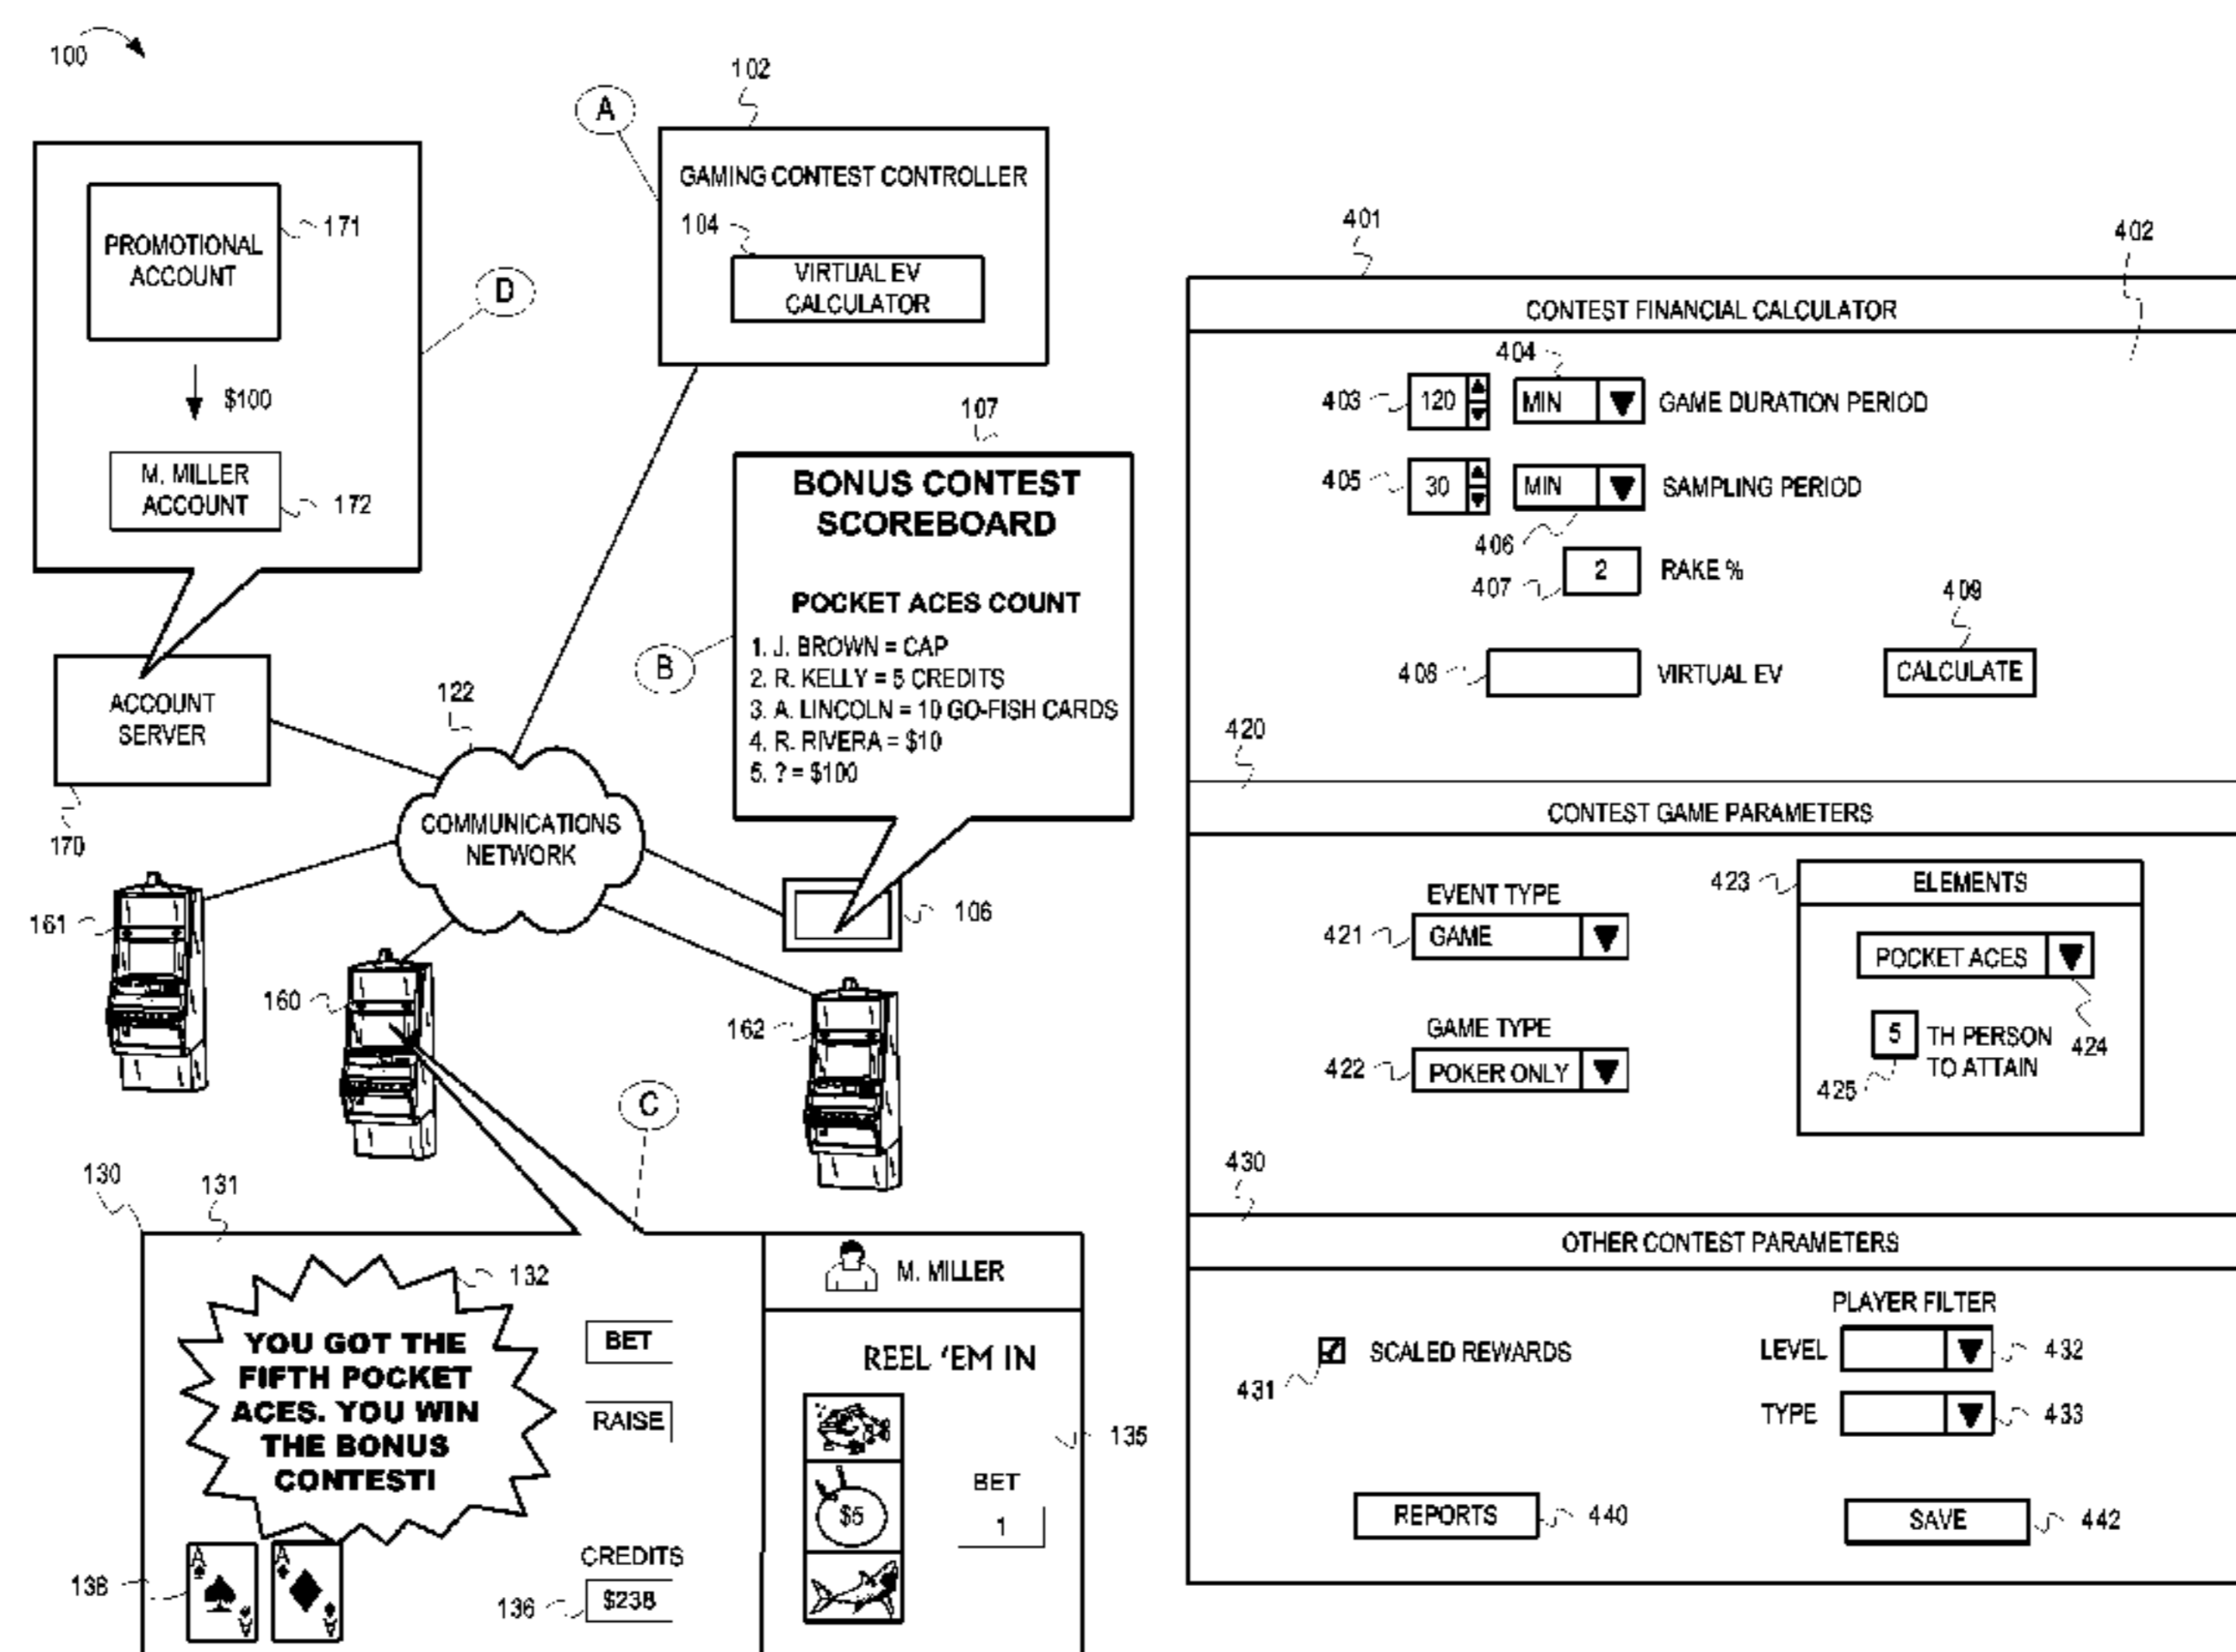 100
102
A
GAMING CONTEST CONTROLLER
104
VIRTUAL EV
CALCULATOR
PROMOTIONAL
ACCOUNT
171
D
$100
M. MILLER
ACCOUNT
172
107
BONUS CONTEST
SCOREBOARD
POCKET ACES COUNT
1. J. BROWN = CAP
2. R. KELLY = 5 CREDITS
3. A. LINCOLN = 10 GO-FISH CARDS
4. R. RIVERA = $10
5. ? = $100
B
ACCOUNT
SERVER
170
122
COMMUNICATIONS
NETWORK
106
161
160
162
C
130
131
132
YOU GOT THE
FIFTH POCKET
ACES. YOU WIN
THE BONUS
CONTEST!
BET
RAISE
CREDITS
$238
136
138
A
A
A
A
M. MILLER
REEL 'EM IN
$5
BET
1
135
401
402
CONTEST FINANCIAL CALCULATOR
404
403
120
MIN
GAME DURATION PERIOD
405
30
MIN
SAMPLING PERIOD
406
407
2
RAKE %
409
408
VIRTUAL EV
CALCULATE
420
CONTEST GAME PARAMETERS
EVENT TYPE
421
GAME
GAME TYPE
422
POKER ONLY
423
ELEMENTS
POCKET ACES
424
5
TH PERSON
TO ATTAIN
425
430
OTHER CONTEST PARAMETERS
PLAYER FILTER
SCALED REWARDS
431
LEVEL
432
TYPE
433
REPORTS
440
SAVE
442